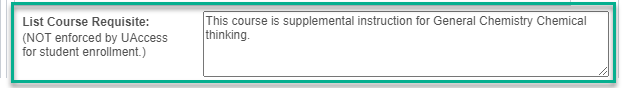 List Course Requisite:
(NOT enforced by UAccess
for student enrollment.)
This course is supplemental instruction for General Chemistry Chemical
thinking.